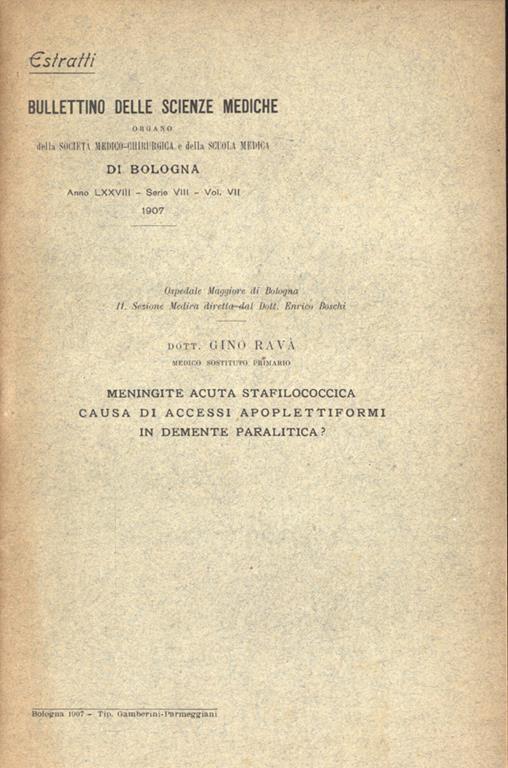 Estratti
BULLETTINO DELLE SCIENZE MEDICHE
ORGANO
della SOCIETÀ MEDICO-CHIRURGICA e della SCUOLA MEDICA
DI BOLOGNA
Anno LXXVIII – Serie VIII – Vol. VII
1907
Ospedale Maggiore di Bologna
II. Sezione Medica diretta dal Dott. Enrico Boschi
DOTT. GINO RAVÀ
MEDICO SOSTITUTO PRIMARIO
MENINGITE ACUTA STAFILOCOCCICA
CAUSA DI ACCESSI APOPLETTIFORMI
IN DEMENTE PARALITICA?
Bologna 1907 – Tip. Gamberini-Parmeggiani